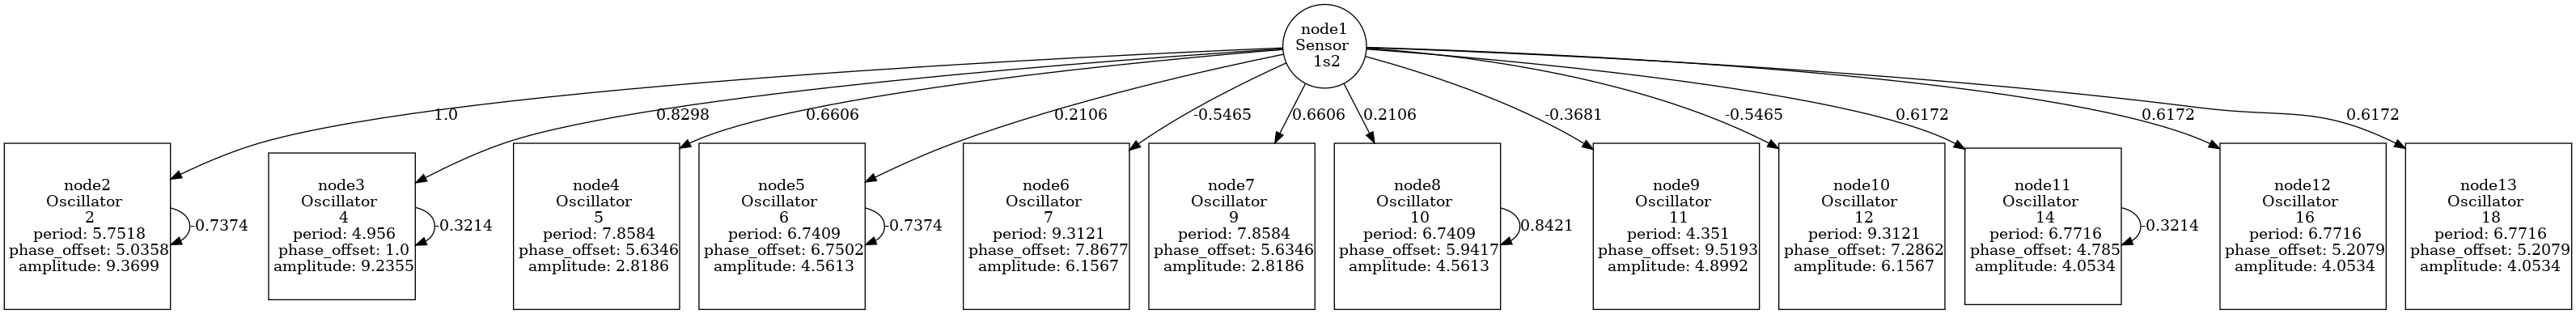 node1
Sensor
1s2
1.0
0.8298
0.6606
0.2106
-0.5465
0.6606
0.2106
-0.3681
-0.5465
0.6172
0.6172
0.6172
node2
Oscillator
2
period: 5.7518
phase_offset: 5.0358
amplitude: 9.3699
-0.7374
node3
Oscillator
4
period: 4.956
phase_offset: 1.0
amplitude: 9.2355
-0.3214
node4
Oscillator
5
period: 7.8584
phase_offset: 5.6346
amplitude: 2.8186
node5
Oscillator
6
period: 6.7409
phase_offset: 6.7502
amplitude: 4.5613
-0.7374
node6
Oscillator
7
period: 9.3121
phase_offset: 7.8677
amplitude: 6.1567
node7
Oscillator
9
period: 7.8584
phase_offset: 5.6346
amplitude: 2.8186
node8
Oscillator
10
period: 6.7409
phase_offset: 5.9417
amplitude: 4.5613
0.8421
node9
Oscillator
11
period: 4.351
phase_offset: 9.5193
amplitude: 4.8992
node10
Oscillator
12
period: 9.3121
phase_offset: 7.2862
amplitude: 6.1567
node11
Oscillator
14
period: 6.7716
phase_offset: 4.785
amplitude: 4.0534
-0.3214
node12
Oscillator
16
period: 6.7716
phase_offset: 5.2079
amplitude: 4.0534
node13
Oscillator
18
period: 6.7716
phase_offset: 5.2079
amplitude: 4.0534